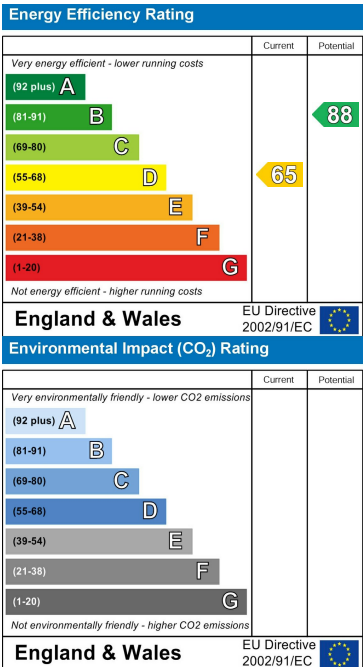 Energy Efficiency Rating
Current Potential
Very energy efficient - lower running costs
(92 plus) A
(81-91) B
88
(69-80) C
(55-68) D
65
(39-54) E
(21-38) F
(1-20) G
Not energy efficient - higher running costs
England & Wales
EU Directive
2002/91/EC
Environmental Impact (CO₂) Rating
Current Potential
Very environmentally friendly - lower CO2 emissions
(92 plus) A
(81-91) B
(69-80) C
(55-68) D
(39-54) E
(21-38) F
(1-20) G
Not environmentally friendly - higher CO2 emissions
England & Wales
EU Directive
2002/91/EC